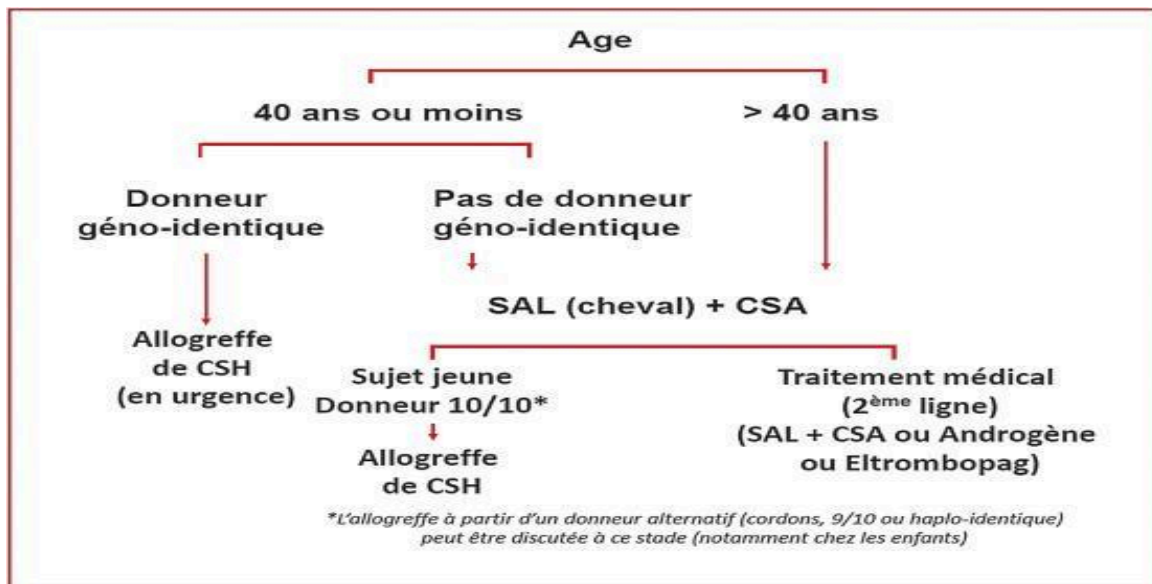 Age
40 ans ou moins
> 40 ans
Donneur
géno-identique
Pas de donneur
géno-identique
SAL (cheval) + CSA
Allogreffe
de CSH
(en urgence)
Sujet jeune
Donneur 10/10*
Allogreffe
de CSH
Traitement médical
(2ème ligne)
(SAL + CSA ou Androgène
ou Eltrombopag)
*L'allogreffe à partir d'un donneur alternatif (cordons, 9/10 ou haplo-identique)
peut être discutée à ce stade (notamment chez les enfants)